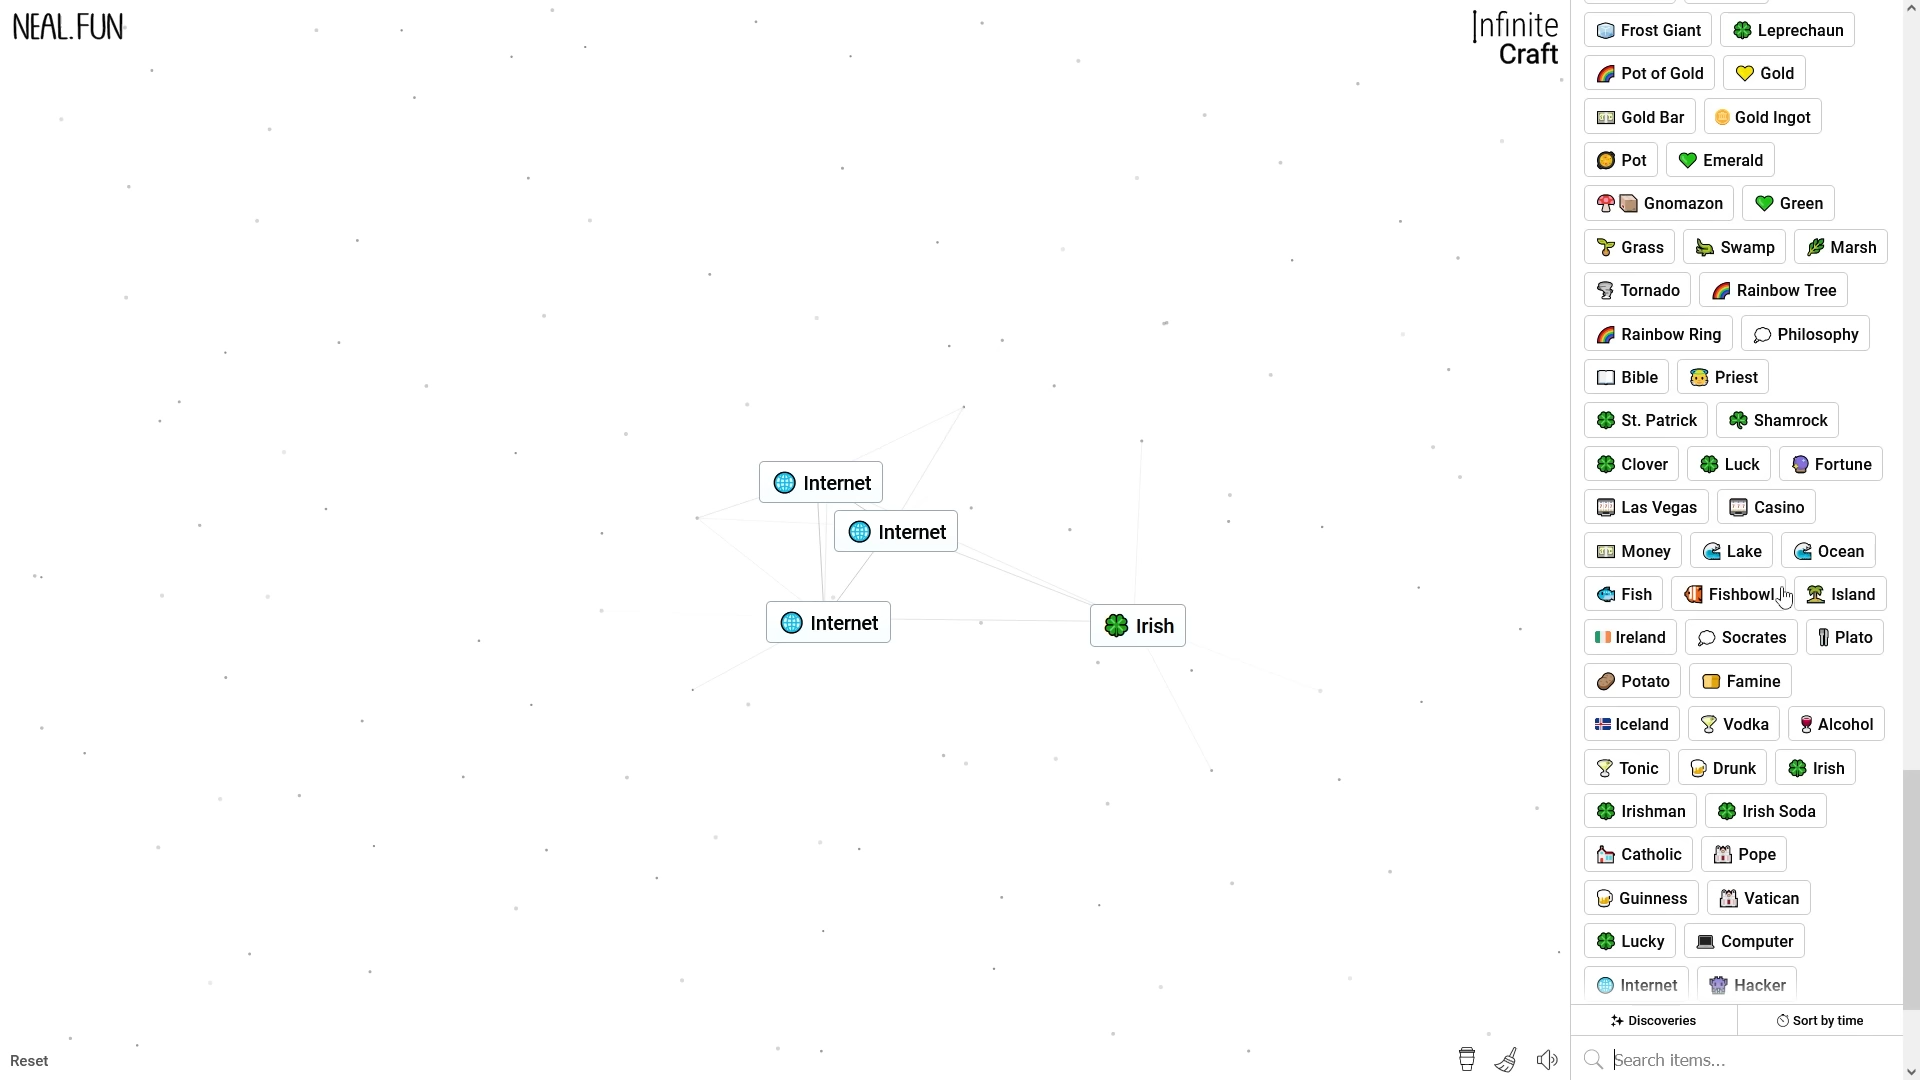 NEAL.FUN
Infinite
Craft
Internet
Internet
Internet
Irish
Frost Giant Leprechaun
Pot of Gold Gold
Gold Bar Gold Ingot
Pot Emerald
Gnomazon Green
Grass Swamp Marsh
Tornado Rainbow Tree
Rainbow Ring Philosophy
Bible Priest
St. Patrick Shamrock
Clover Luck Fortune
Las Vegas Casino
Money Lake Ocean
Fish Fishbowl Island
Ireland Socrates Plato
Potato Famine
Iceland Vodka Alcohol
Tonic Drunk Irish
Irishman Irish Soda
Catholic Pope
Guinness Vatican
Lucky Computer
Internet Hacker
Discoveries Sort by time
Search items...
Reset